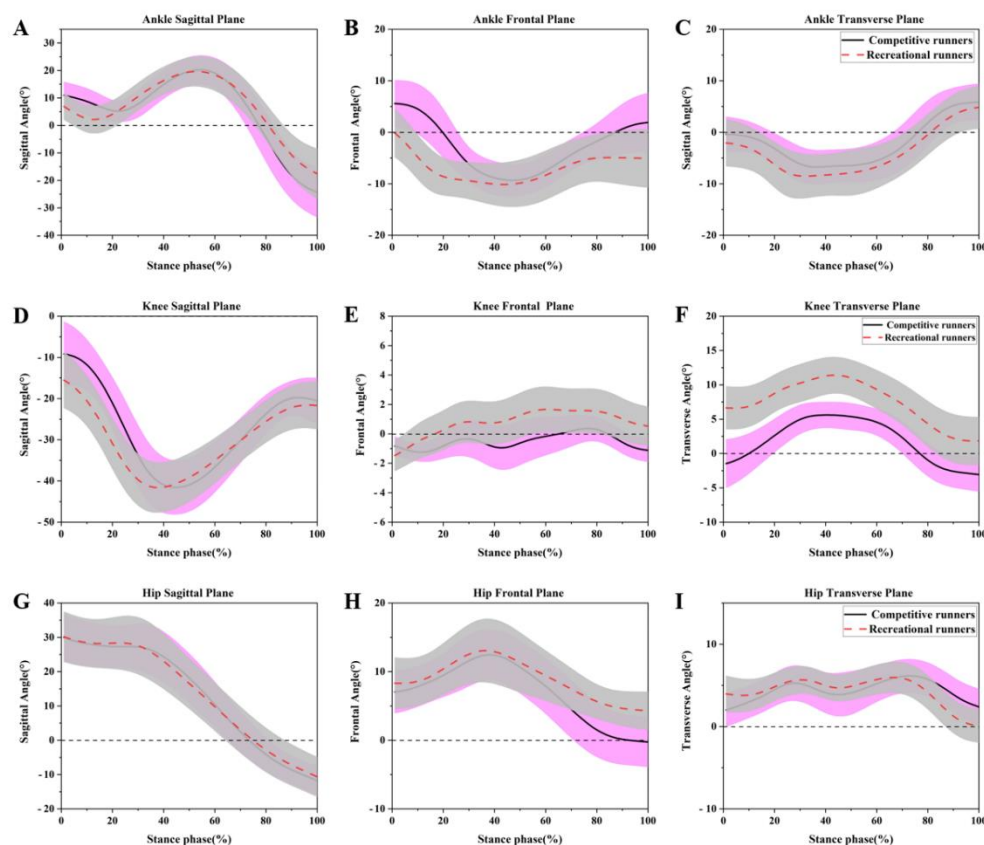 A
Ankle Sagittal Plane
Sagittal Angle(°)
35
30
20
10
0
-10
-20
-30
-40
0
20
40
60
80
100
Stance phase(%)
B
Ankle Frontal Plane
Frontal Angle(°)
20
10
0
-10
-20
0
20
40
60
80
100
Stance phase(%)
C
Ankle Transverse Plane
Competitive runners
Recreational runners
Sagittal Angle(°)
20
10
0
-10
-20
0
20
40
60
80
100
Stance phase(%)
D
Knee Sagittal Plane
Sagittal Angle(°)
0
-10
-20
-30
-40
-50
0
20
40
60
80
100
Stance phase(%)
E
Knee Frontal Plane
Frontal Angle(°)
8
6
4
2
0
-2
-4
-6
0
20
40
60
80
100
Stance phase(%)
F
Knee Transverse Plane
Competitive runners
Recreational runners
Transverse Angle(°)
20
15
10
5
0
-5
-10
0
20
40
60
80
100
Stance phase(%)
G
Hip Sagittal Plane
Sagittal Angle(°)
40
30
20
10
0
-10
-20
0
20
40
60
80
100
Stance phase(%)
H
Hip Frontal Plane
Frontal Angle(°)
20
10
0
-10
0
20
40
60
80
100
Stance phase(%)
I
Hip Transverse Plane
Competitive runners
Recreational runners
Transverse Angle(°)
10
0
-10
0
20
40
60
80
100
Stance phase(%)